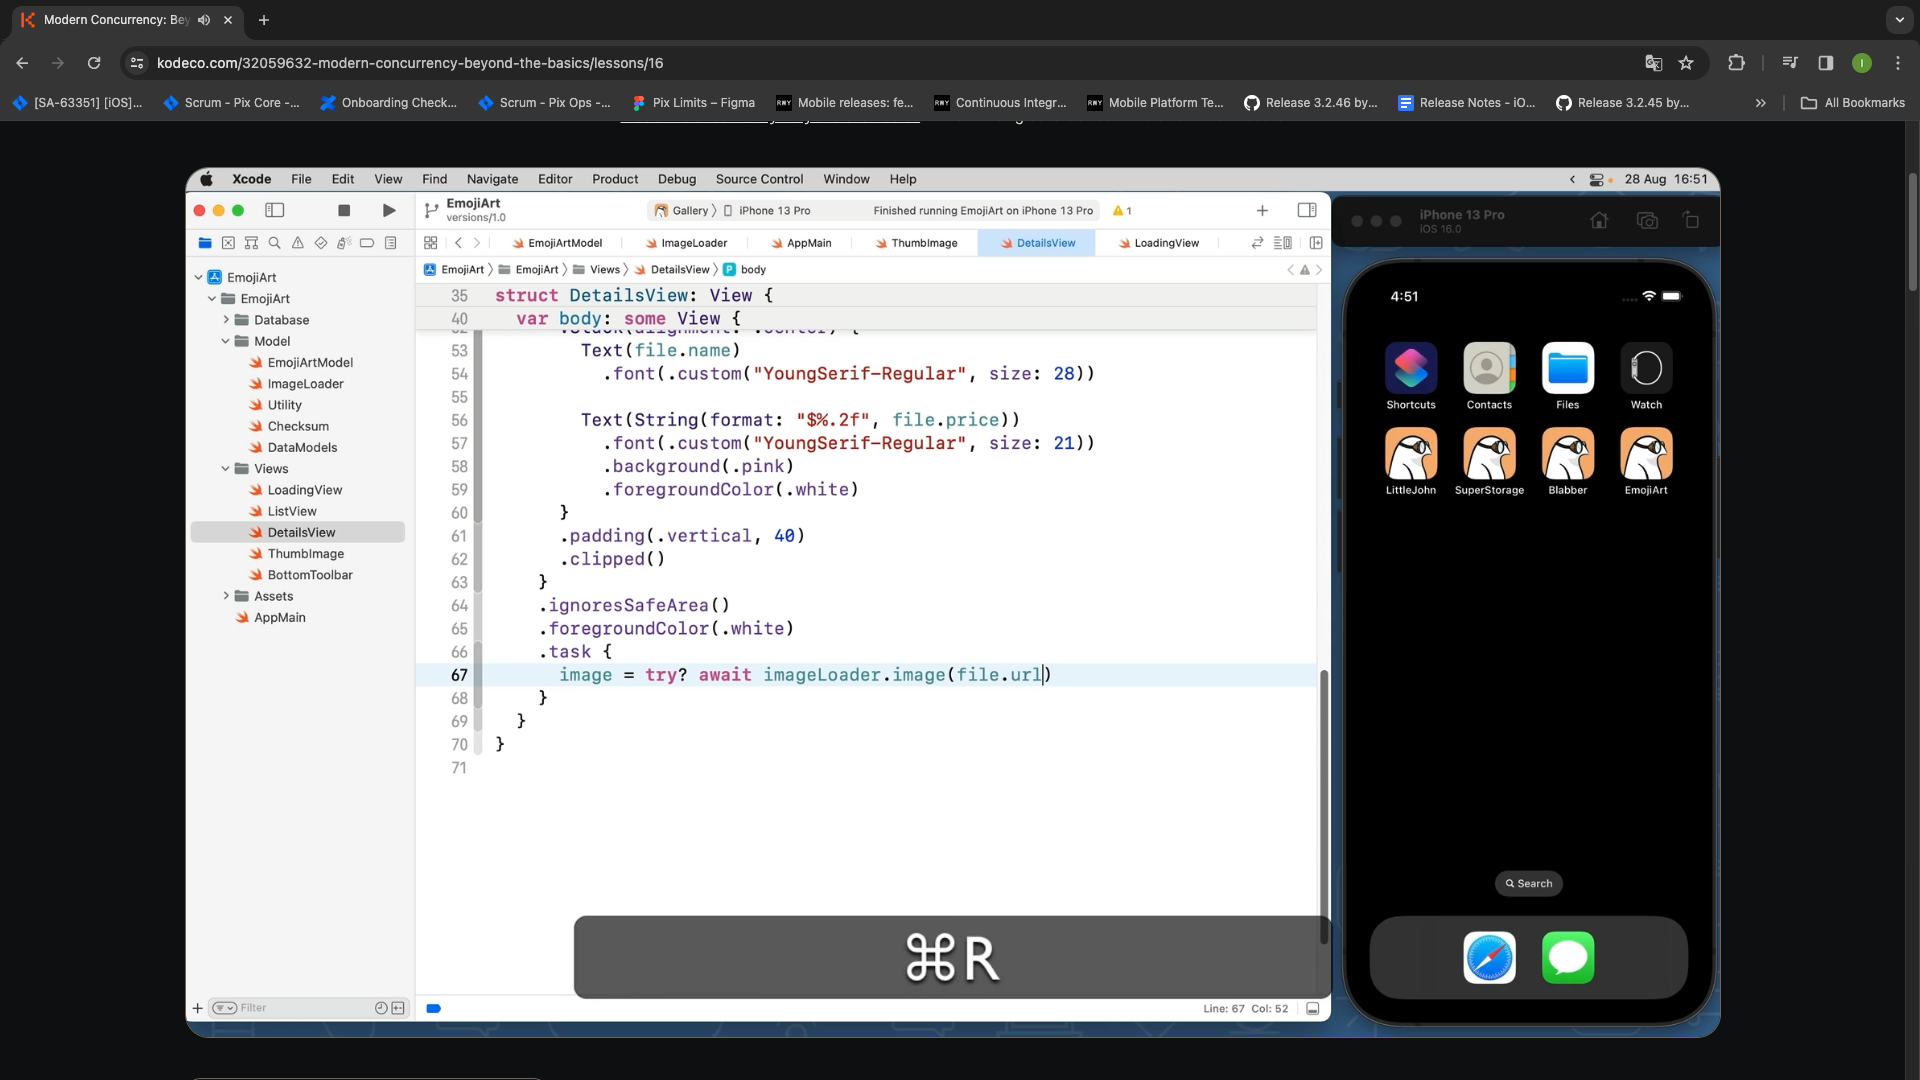 Modern Concurrency: Bey
kodeco.com/32059632-modern-concurrency-beyond-the-basics/lessons/16
I
[SA-63351] [iOS]...
Scrum - Pix Core -...
Onboarding Check...
Scrum - Pix Ops -...
Pix Limits – Figma
Mobile releases: fe...
Continuous Integr...
Mobile Platform Te...
Release 3.2.46 by...
Release Notes - iO...
Release 3.2.45 by...
»
All Bookmarks
Xcode File Edit View Find Navigate Editor Product Debug Source Control Window Help
28 Aug 16:51
EmojiArt
versions/1.0
Gallery 〉 iPhone 13 Pro
Finished running EmojiArt on iPhone 13 Pro
1
EmojiArtModel
ImageLoader
AppMain
ThumbImage
DetailsView
LoadingView
EmojiArt 〉 EmojiArt 〉 Views 〉 DetailsView 〉 P body
EmojiArt
EmojiArt
Database
Model
EmojiArtModel
ImageLoader
Utility
Checksum
DataModels
Views
LoadingView
ListView
DetailsView
ThumbImage
BottomToolbar
Assets
AppMain
Filter
35 struct DetailsView: View {
40 var body: some View {
53 Text(file.name)
54 .font(.custom("YoungSerif-Regular", size: 28))
55
56 Text(String(format: "$%.2f", file.price))
57 .font(.custom("YoungSerif-Regular", size: 21))
58 .background(.pink)
59 .foregroundColor(.white)
60 }
61 .padding(.vertical, 40)
62 .clipped()
63 }
64 .ignoresSafeArea()
65 .foregroundColor(.white)
66 .task {
67 image = try? await imageLoader.image(file.url)
68 }
69 }
70 }
71
⌘R
Line: 67 Col: 52
iPhone 13 Pro
iOS 16.0
4:51
Shortcuts
Contacts
Files
Watch
LittleJohn
SuperStorage
Blabber
EmojiArt
Search